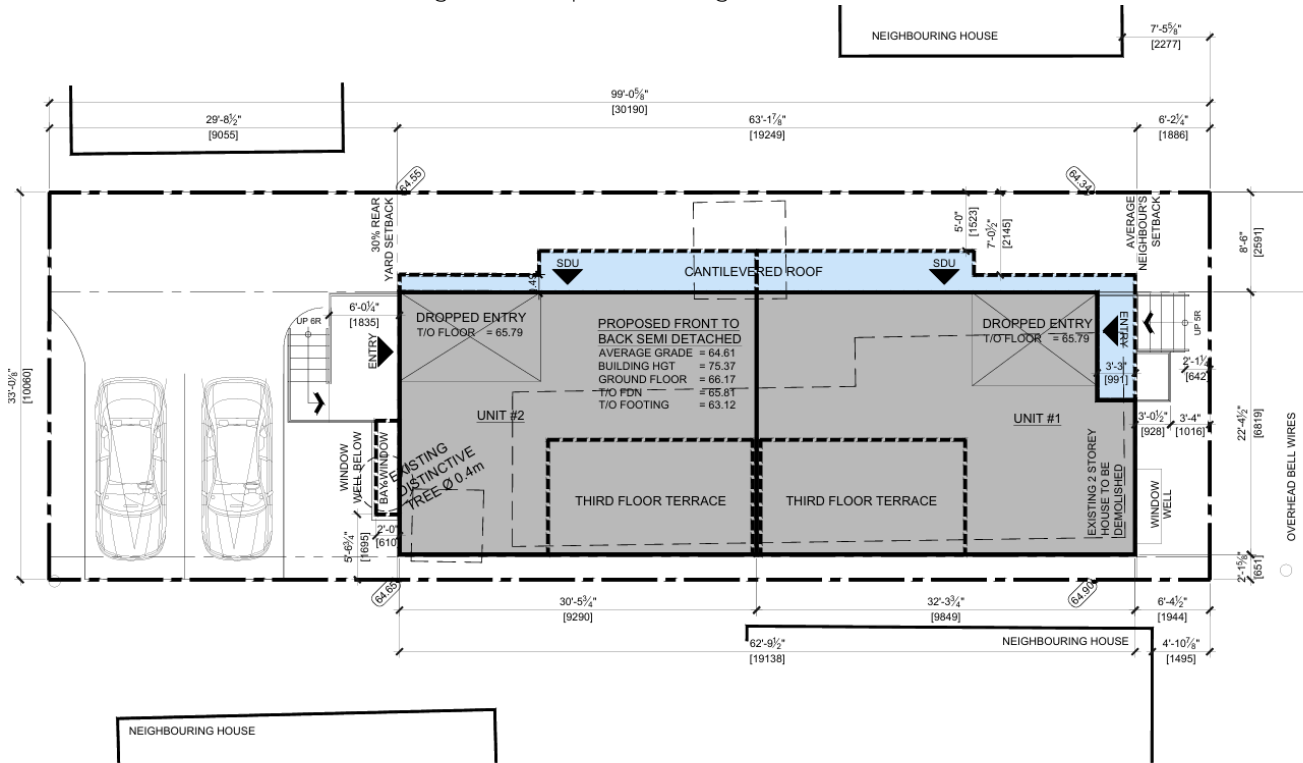 NEIGHBOURING HOUSE
7'-5⅝"
[2277]
99'-0⅝"
[30190]
29'-8½"
[9055]
63'-1⅞"
[19249]
6'-2¼"
[1886]
64.55
64.34
30% REAR
YARD SETBACK
5'-0"
[1523]
7'-0½"
[2145]
AVERAGE
NEIGHBOUR'S
SETBACK
8'-6"
[2591]
SDU
CANTILEVERED ROOF
SDU
6'-0¼"
[1835]
UP 6R
ENTRY
DROPPED ENTRY
T/O FLOOR = 65.79
PROPOSED FRONT TO
BACK SEMI DETACHED
AVERAGE GRADE = 64.61
BUILDING HGT = 75.37
GROUND FLOOR = 66.17
T/O FDN = 65.81
T/O FOOTING = 63.12
DROPPED ENTRY
T/O FLOOR = 65.79
ENTRY
UP 5R
3'-3"
[991]
[642]
33'-0⅛"
[10060]
UNIT #2
UNIT #1
3'-0½"
[928]
3'-4"
[1016]
22'-4½"
[6819]
OVERHEAD BELL WIRES
WINDOW
WELL BELOW
BAY WINDOW
EXISTING
DISTINCTIVE
TREE Ø 0.4m
THIRD FLOOR TERRACE
THIRD FLOOR TERRACE
EXISTING 2 STOREY
HOUSE TO BE
DEMOLISHED
WINDOW
WELL
2'-0"
[610]
5'-6¾"
[1695]
2'-1⅝"
[651]
64.65
64.90
30'-5¾"
[9290]
32'-3¾"
[9849]
6'-4½"
[1944]
62'-9½"
[19138]
NEIGHBOURING HOUSE
4'-10⅞"
[1495]
NEIGHBOURING HOUSE